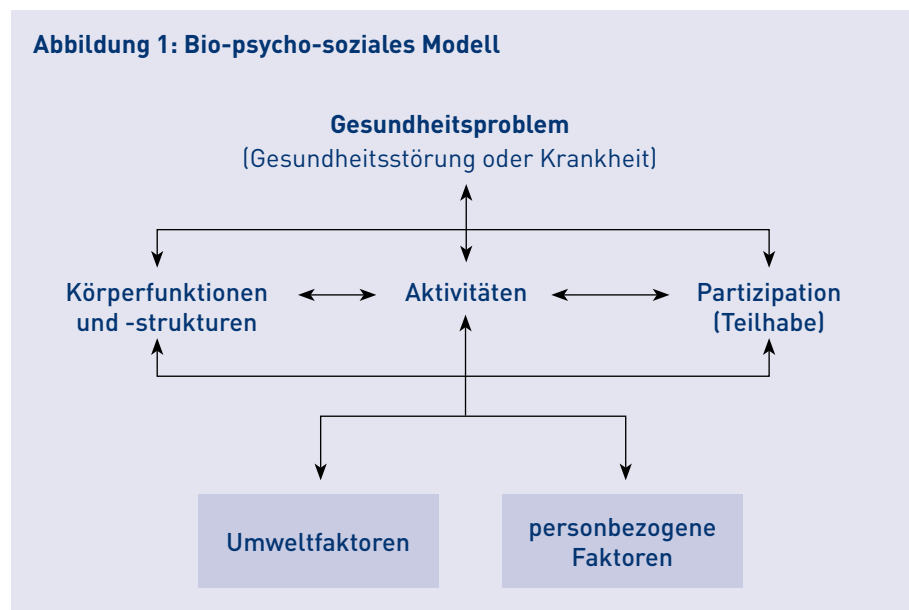 Abbildung 1: Bio-psycho-soziales Modell
Gesundheitsproblem
(Gesundheitsstörung oder Krankheit)
Körperfunktionen
und -strukturen
Aktivitäten
Partizipation
(Teilhabe)
Umweltfaktoren
personbezogene
Faktoren